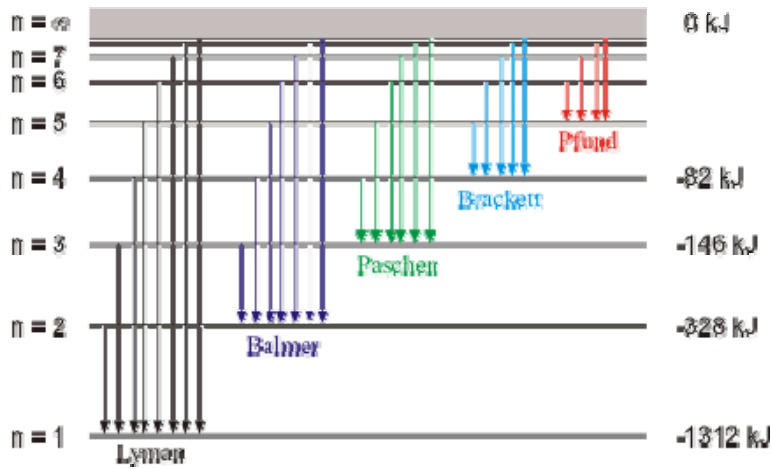 n = ∞ 0 kJ
n = 7
n = 6
n = 5
Pfund
n = 4 -82 kJ
Brackett
n = 3 -146 kJ
Paschen
n = 2 -328 kJ
Balmer
n = 1 -1312 kJ
Lyman